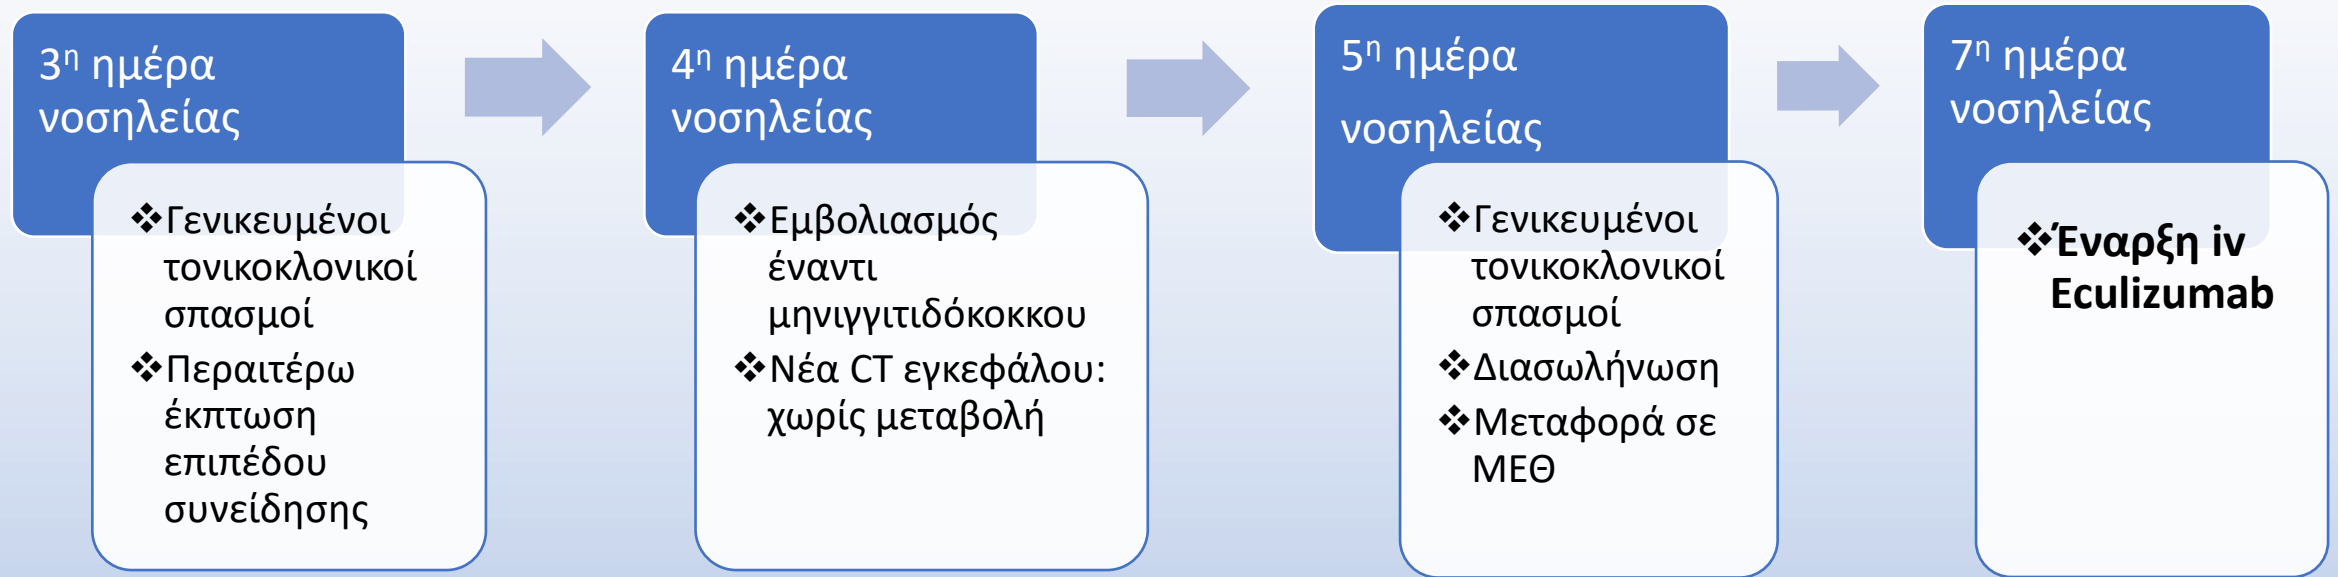 3η ημέρα
νοσηλείας
❖Γενικευμένοι
τονικοκλονικοί
σπασμοί
❖Περαιτέρω
έκπτωση
επιπέδου
συνείδησης
4η ημέρα
νοσηλείας
❖Εμβολιασμός
έναντι
μηνιγγιτιδόκοκκου
❖Νέα CT εγκεφάλου:
χωρίς μεταβολή
5η ημέρα
νοσηλείας
❖Γενικευμένοι
τονικοκλονικοί
σπασμοί
❖Διασωλήνωση
❖Μεταφορά σε
ΜΕΘ
7η ημέρα
νοσηλείας
❖Έναρξη iv
Eculizumab